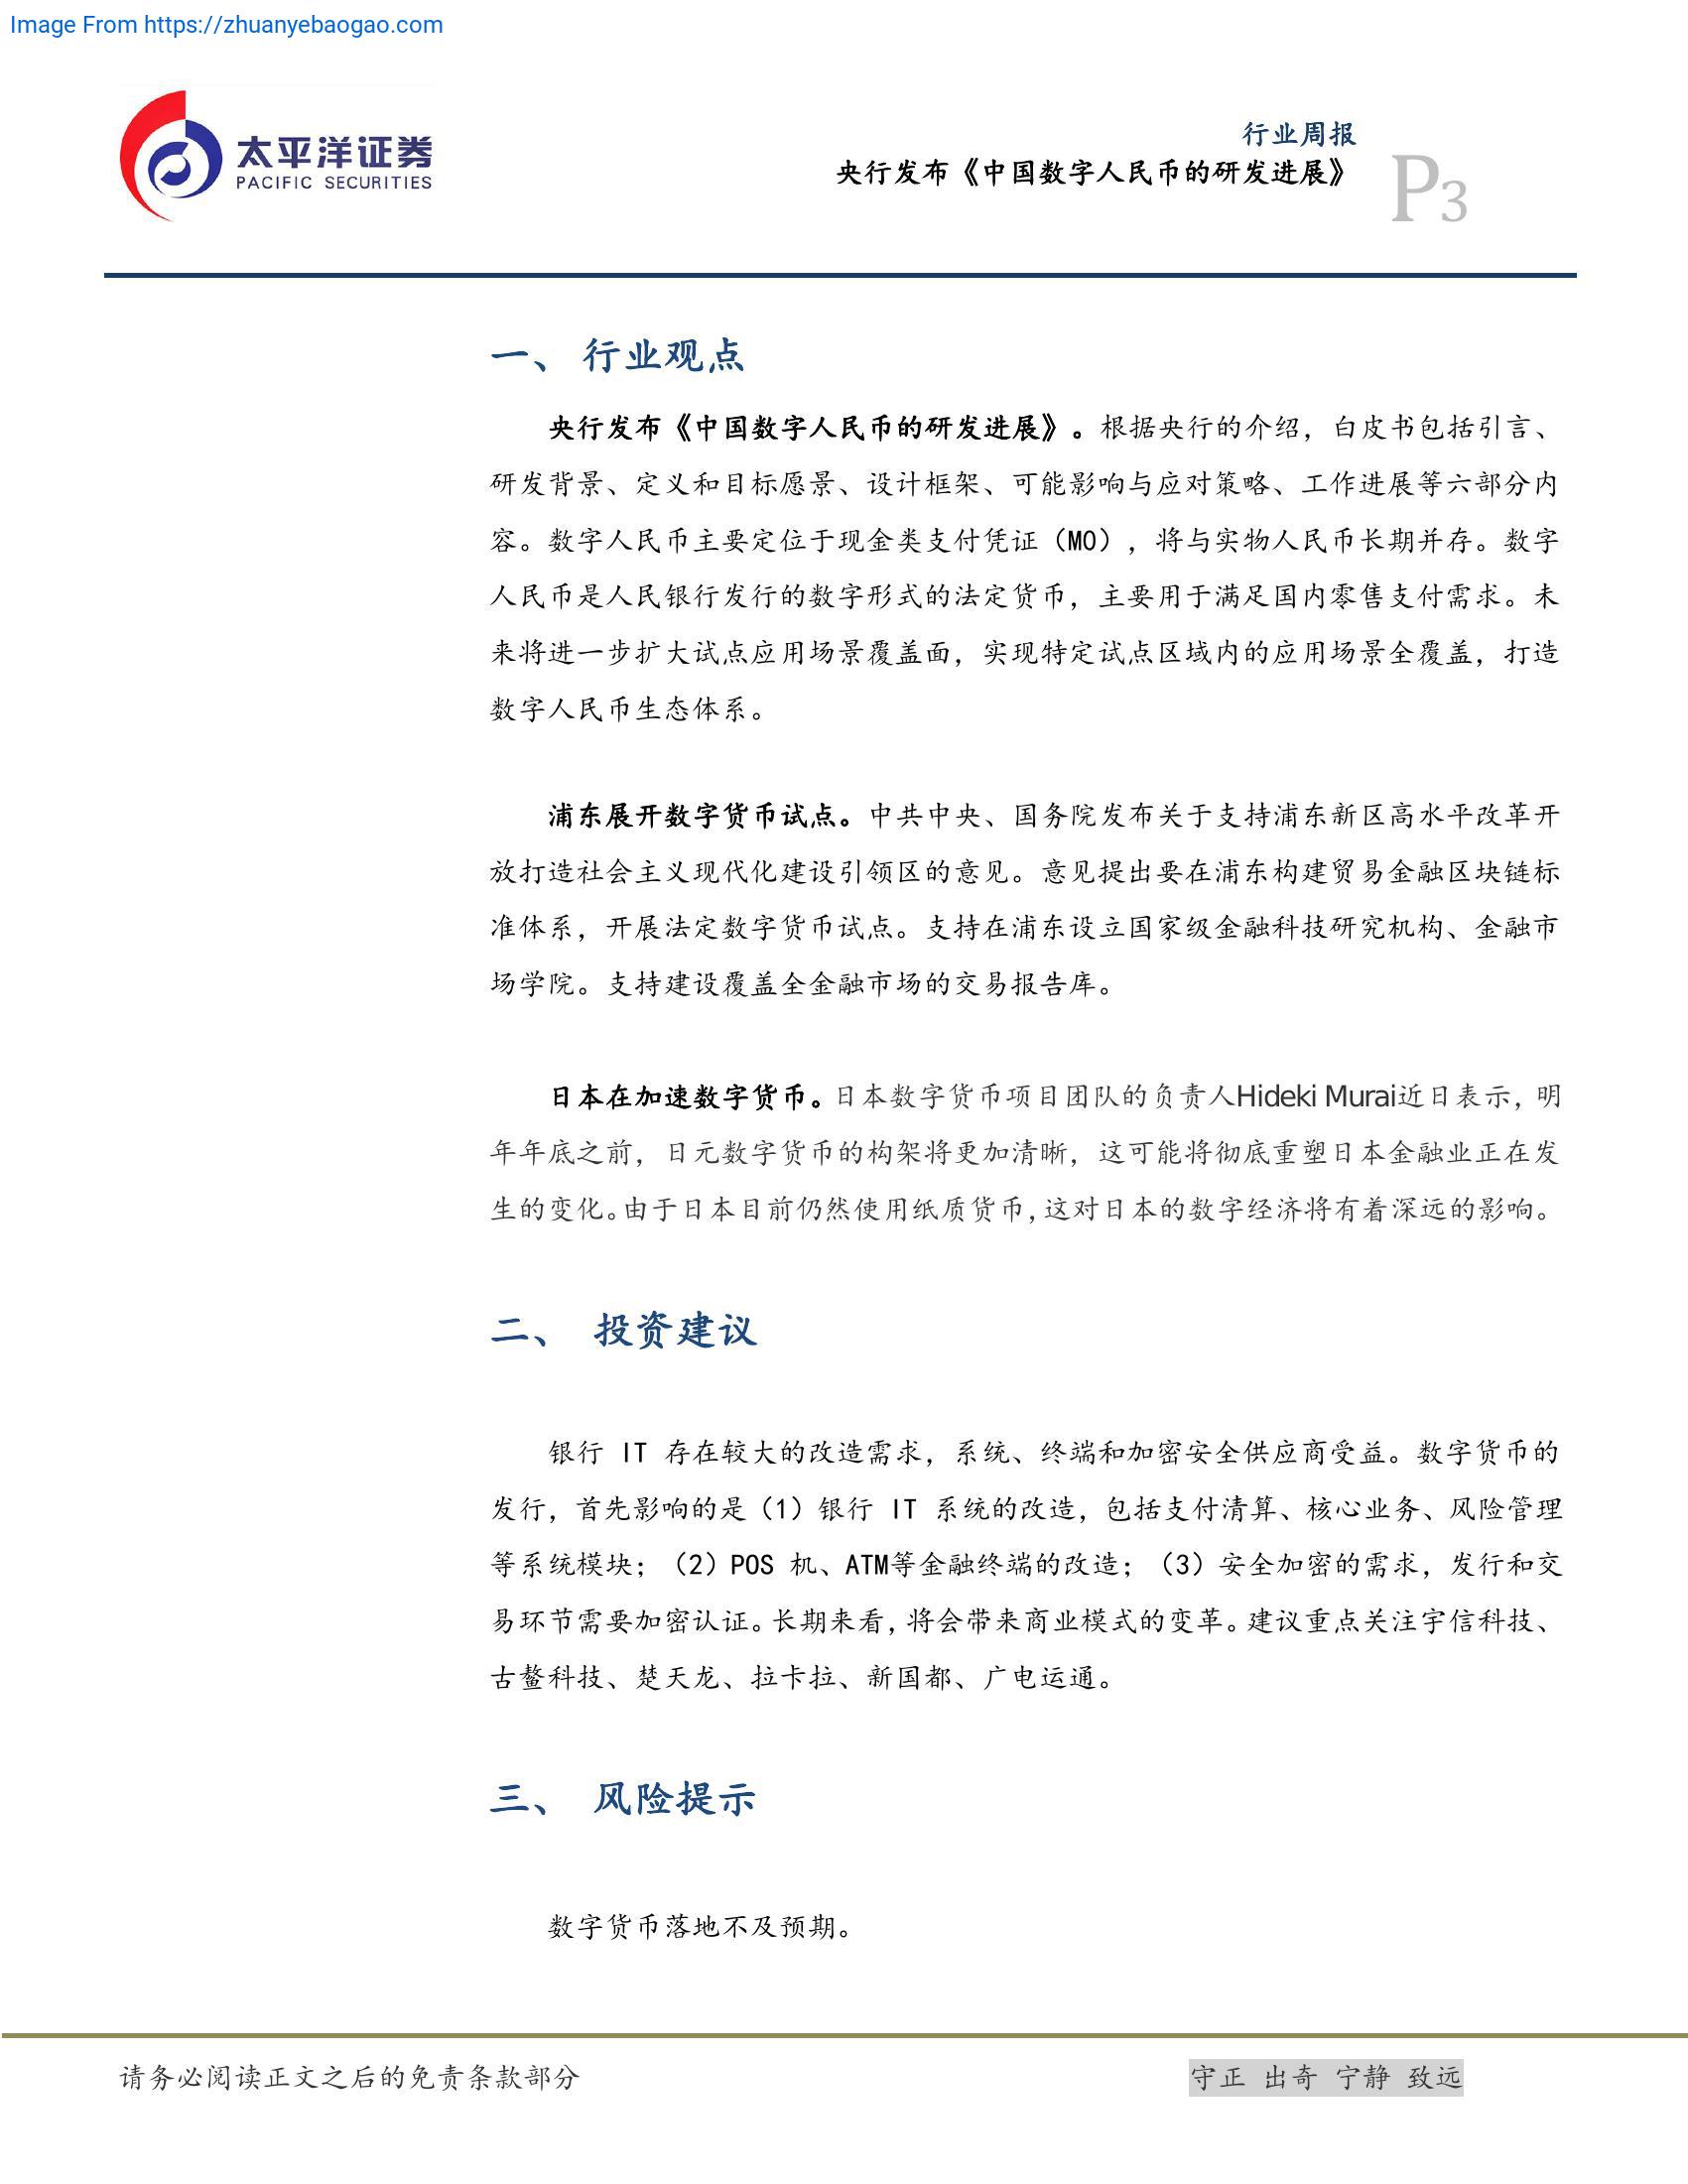 Image From https://zhuanyebaogao.com
太平洋证券
PACIFIC SECURITIES
行业周报
央行发布《中国数字人民币的研发进展》
P3
一、 行业观点
央行发布《中国数字人民币的研发进展》。根据央行的介绍，白皮书包括引言、
研发背景、定义和目标愿景、设计框架、可能影响与应对策略、工作进展等六部分内
容。数字人民币主要定位于现金类支付凭证（M0），将与实物人民币长期并存。数字
人民币是人民银行发行的数字形式的法定货币，主要用于满足国内零售支付需求。未
来将进一步扩大试点应用场景覆盖面，实现特定试点区域内的应用场景全覆盖，打造
数字人民币生态体系。
浦东展开数字货币试点。中共中央、国务院发布关于支持浦东新区高水平改革开
放打造社会主义现代化建设引领区的意见。意见提出要在浦东构建贸易金融区块链标
准体系，开展法定数字货币试点。支持在浦东设立国家级金融科技研究机构、金融市
场学院。支持建设覆盖全金融市场的交易报告库。
日本在加速数字货币。日本数字货币项目团队的负责人Hideki Murai近日表示，明
年年底之前，日元数字货币的构架将更加清晰，这可能将彻底重塑日本金融业正在发
生的变化。由于日本目前仍然使用纸质货币，这对日本的数字经济将有着深远的影响。
二、 投资建议
银行 IT 存在较大的改造需求，系统、终端和加密安全供应商受益。数字货币的
发行，首先影响的是（1）银行 IT 系统的改造，包括支付清算、核心业务、风险管理
等系统模块；（2）POS 机、ATM等金融终端的改造；（3）安全加密的需求，发行和交
易环节需要加密认证。长期来看，将会带来商业模式的变革。建议重点关注宇信科技、
古鳌科技、楚天龙、拉卡拉、新国都、广电运通。
三、 风险提示
数字货币落地不及预期。
请务必阅读正文之后的免责条款部分
守正 出奇 宁静 致远